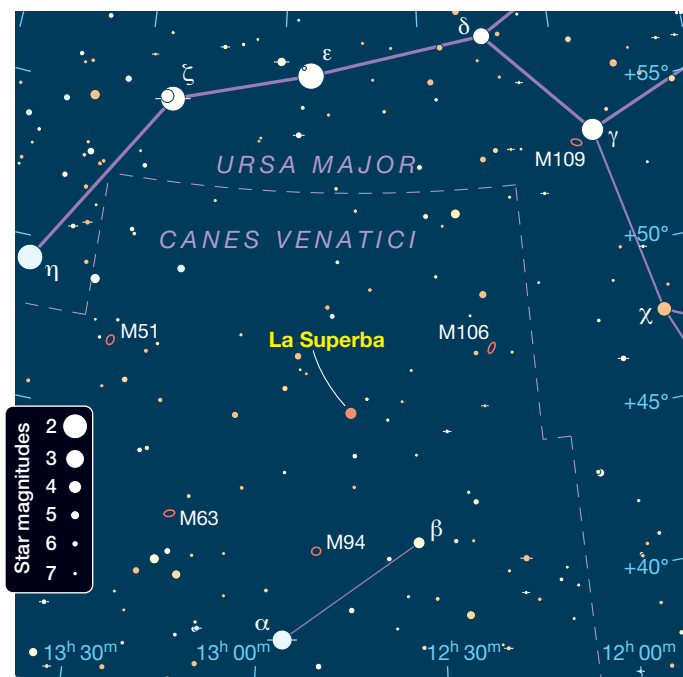 δ
ε
ζ
+55°
γ
M109
URSA MAJOR
+50°
CANES VENATICI
η
χ
M51
M106
La Superba
+45°
Star magnitudes
2
3
4
5
6
7
M63
β
M94
+40°
α
13h 30m
13h 00m
12h 30m
12h 00m